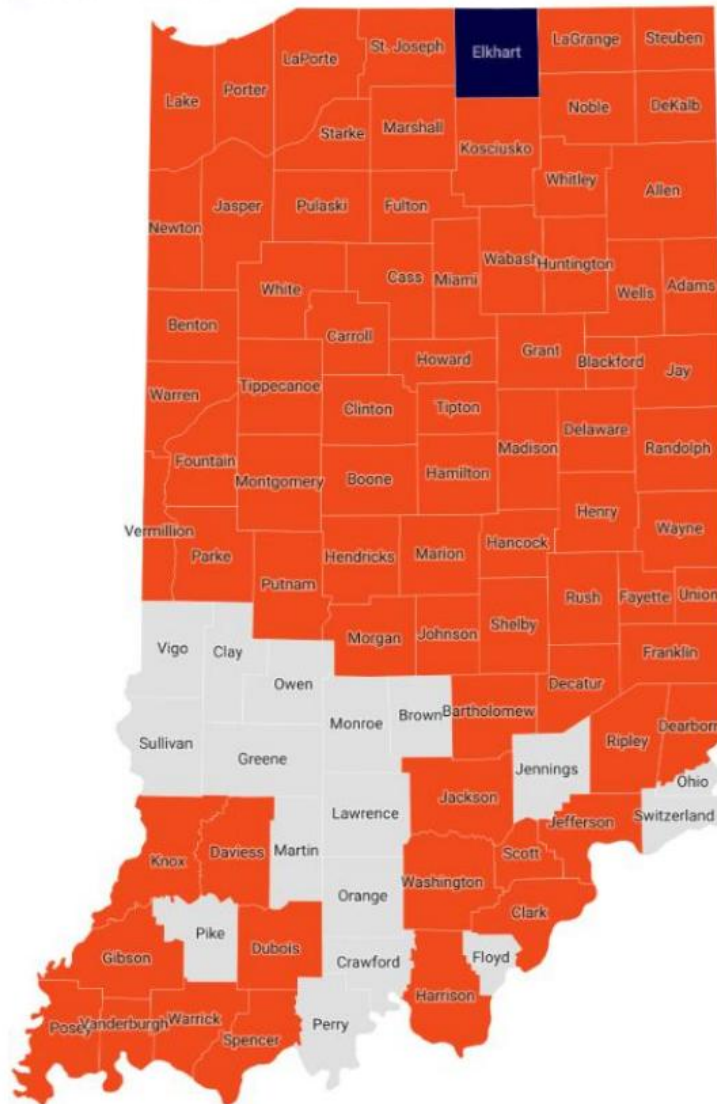 St. Joseph
Elkhart
LaGrange
Steuben
LaPorte
Porter
Lake
Noble
DeKalb
Starke
Marshall
Kosciusko
Whitley
Allen
Newton
Jasper
Pulaski
Fulton
Wabash
Huntington
White
Cass
Miami
Wells
Adams
Benton
Carroll
Howard
Grant
Blackford
Jay
Warren
Tippecanoe
Clinton
Tipton
Madison
Delaware
Randolph
Fountain
Montgomery
Boone
Hamilton
Henry
Vermillion
Parke
Hendricks
Marion
Hancock
Wayne
Putnam
Rush
Fayette
Union
Vigo
Clay
Morgan
Johnson
Shelby
Franklin
Owen
Decatur
Monroe
Brown
Bartholomew
Sullivan
Greene
Ripley
Dearborn
Jennings
Ohio
Lawrence
Jackson
Jefferson
Switzerland
Knox
Daviess
Martin
Scott
Washington
Orange
Clark
Pike
Gibson
Dubois
Crawford
Floyd
Harrison
Posey
Vanderburgh
Warrick
Spencer
Perry